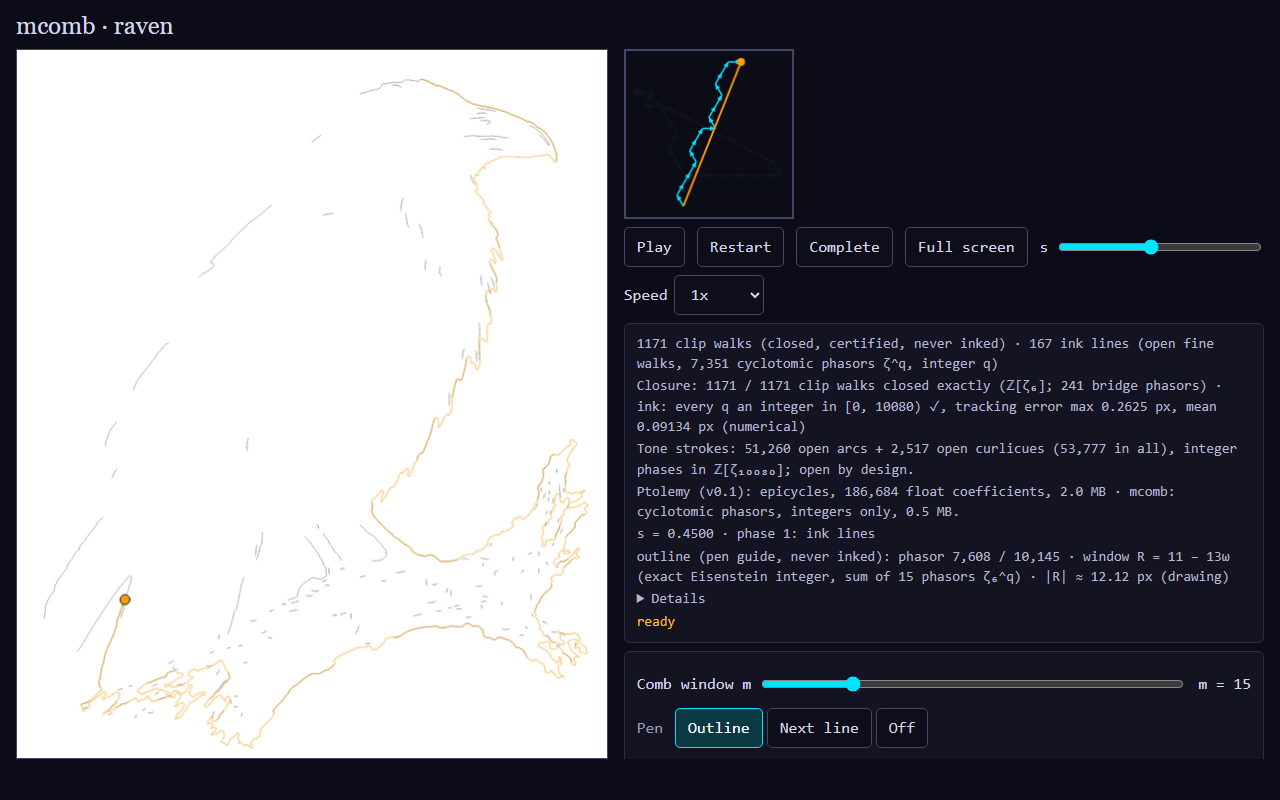 mcomb · raven
Play
Restart
Complete
Full screen
s
Speed
1x
1171 clip walks (closed, certified, never inked) · 167 ink lines (open fine
walks, 7,351 cyclotomic phasors ζ^q, integer q)
Closure: 1171 / 1171 clip walks closed exactly (ℤ[ζ₆]; 241 bridge phasors) ·
ink: every q an integer in [0, 10080) ✓, tracking error max 0.2625 px, mean
0.09134 px (numerical)
Tone strokes: 51,260 open arcs + 2,517 open curlicues (53,777 in all), integer
phases in ℤ[ζ₁₀₀₈₀]; open by design.
Ptolemy (v0.1): epicycles, 186,684 float coefficients, 2.0 MB · mcomb:
cyclotomic phasors, integers only, 0.5 MB.
s = 0.4500 · phase 1: ink lines
outline (pen guide, never inked): phasor 7,608 / 10,145 · window R = 11 − 13ω
(exact Eisenstein integer, sum of 15 phasors ζ₆^q) · |R| ≈ 12.12 px (drawing)
▶ Details
ready
Comb window m
m = 15
Pen
Outline
Next line
Off